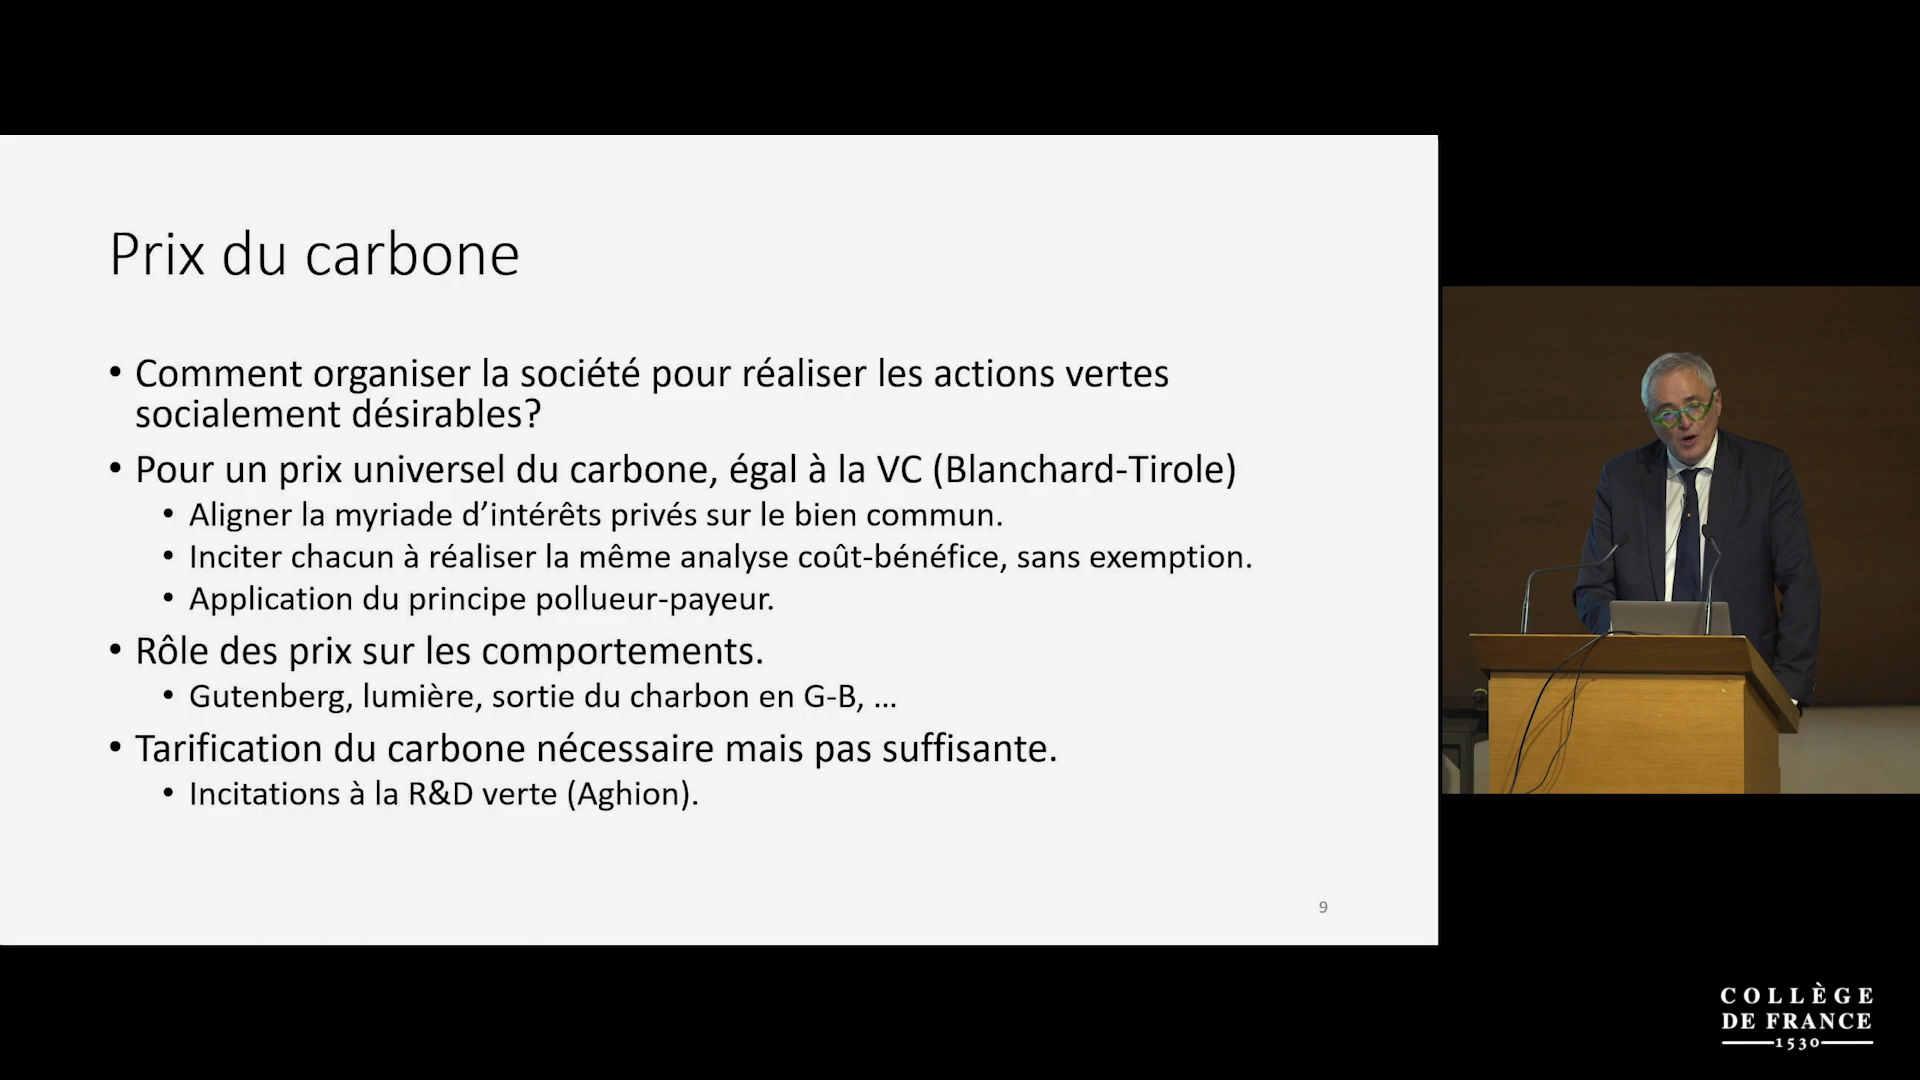 Prix du carbone
• Comment organiser la société pour réaliser les actions vertes
socialement désirables?
• Pour un prix universel du carbone, égal à la VC (Blanchard-Tirole)
• Aligner la myriade d’intérêts privés sur le bien commun.
• Inciter chacun à réaliser la même analyse coût-bénéfice, sans exemption.
• Application du principe pollueur-payeur.
• Rôle des prix sur les comportements.
• Gutenberg, lumière, sortie du charbon en G-B, …
• Tarification du carbone nécessaire mais pas suffisante.
• Incitations à la R&D verte (Aghion).
9
COLLÈGE
DE FRANCE
1530